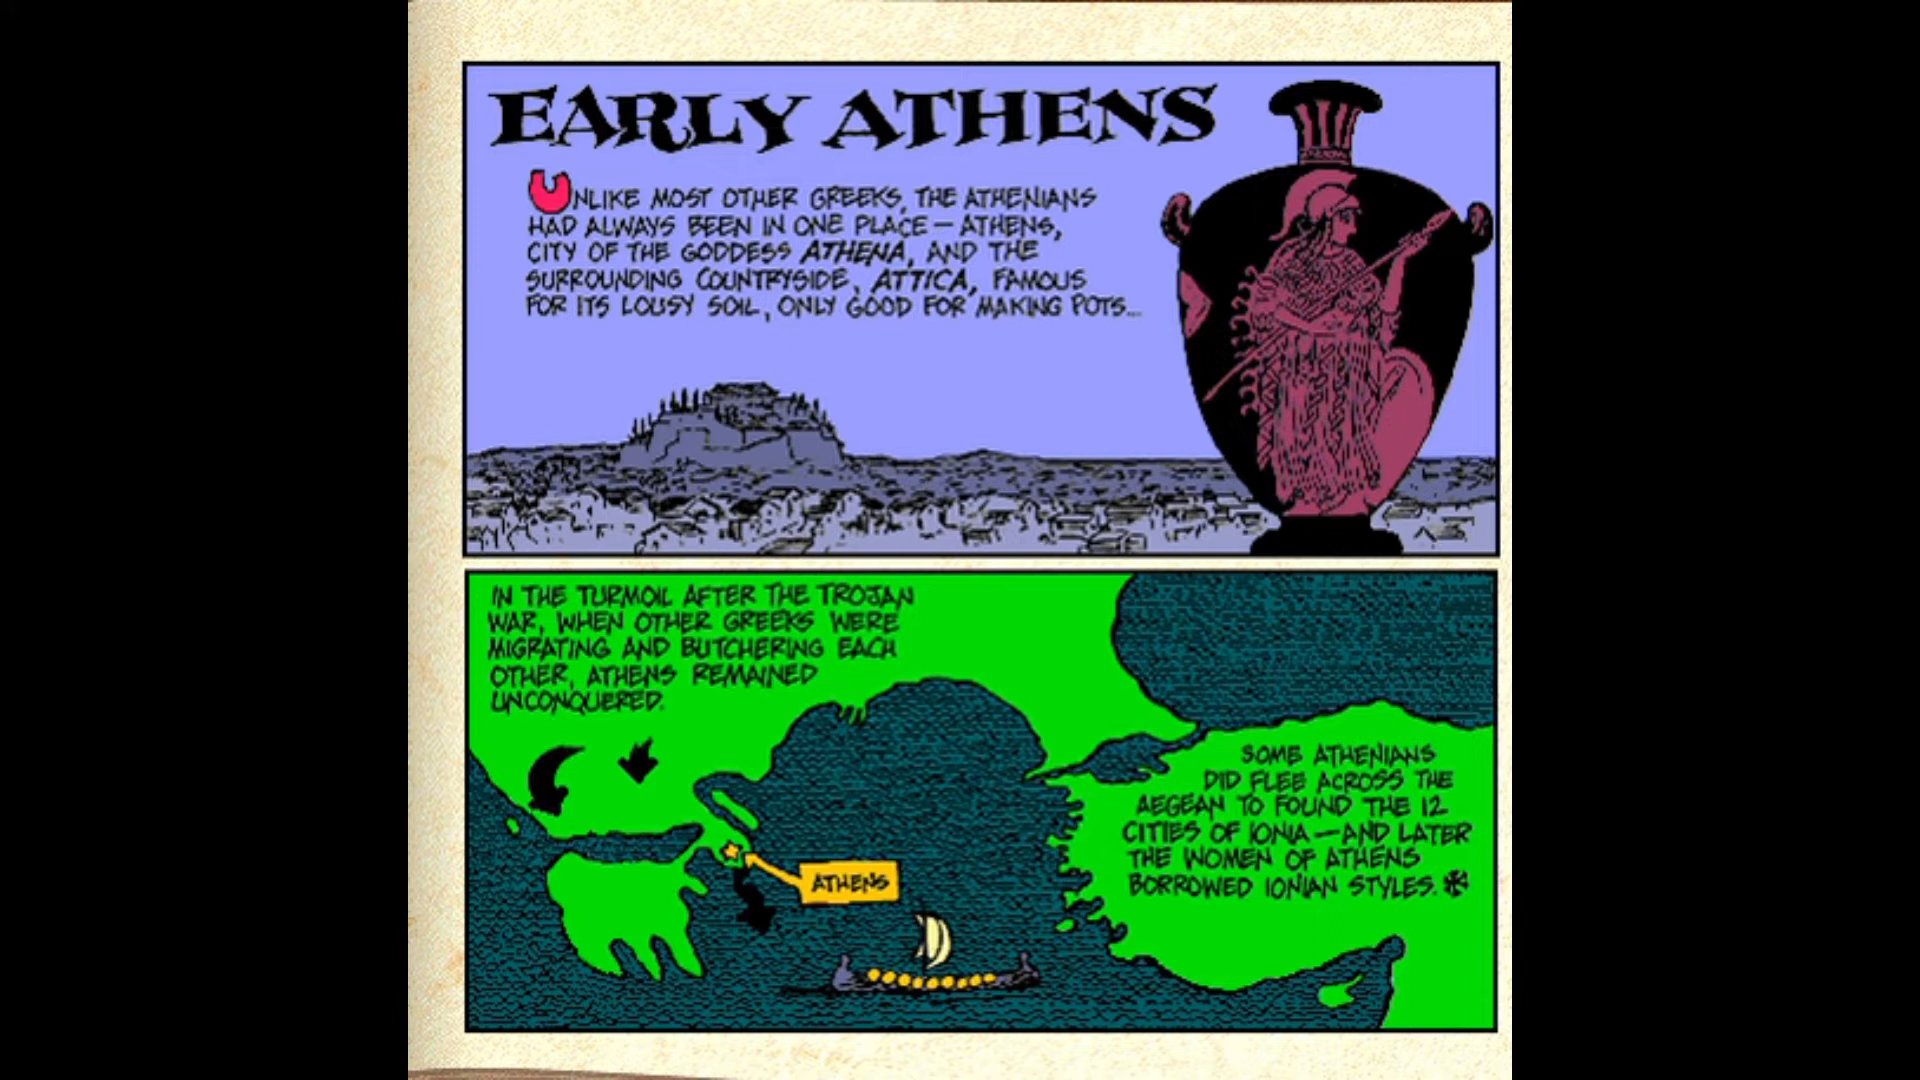 EARLY ATHENS
UNLIKE MOST OTHER GREEKS, THE ATHENIANS
HAD ALWAYS BEEN IN ONE PLACE — ATHENS,
CITY OF THE GODDESS ATHENA, AND THE
SURROUNDING COUNTRYSIDE, ATTICA, FAMOUS
FOR ITS LOUSY SOIL, ONLY GOOD FOR MAKING POTS...
IN THE TURMOIL AFTER THE TROJAN
WAR, WHEN OTHER GREEKS WERE
MIGRATING AND BUTCHERING EACH
OTHER, ATHENS REMAINED
UNCONQUERED.
SOME ATHENIANS
DID FLEE ACROSS THE
AEGEAN TO FOUND THE 12
CITIES OF IONIA — AND LATER
THE WOMEN OF ATHENS
BORROWED IONIAN STYLES. *
ATHENS